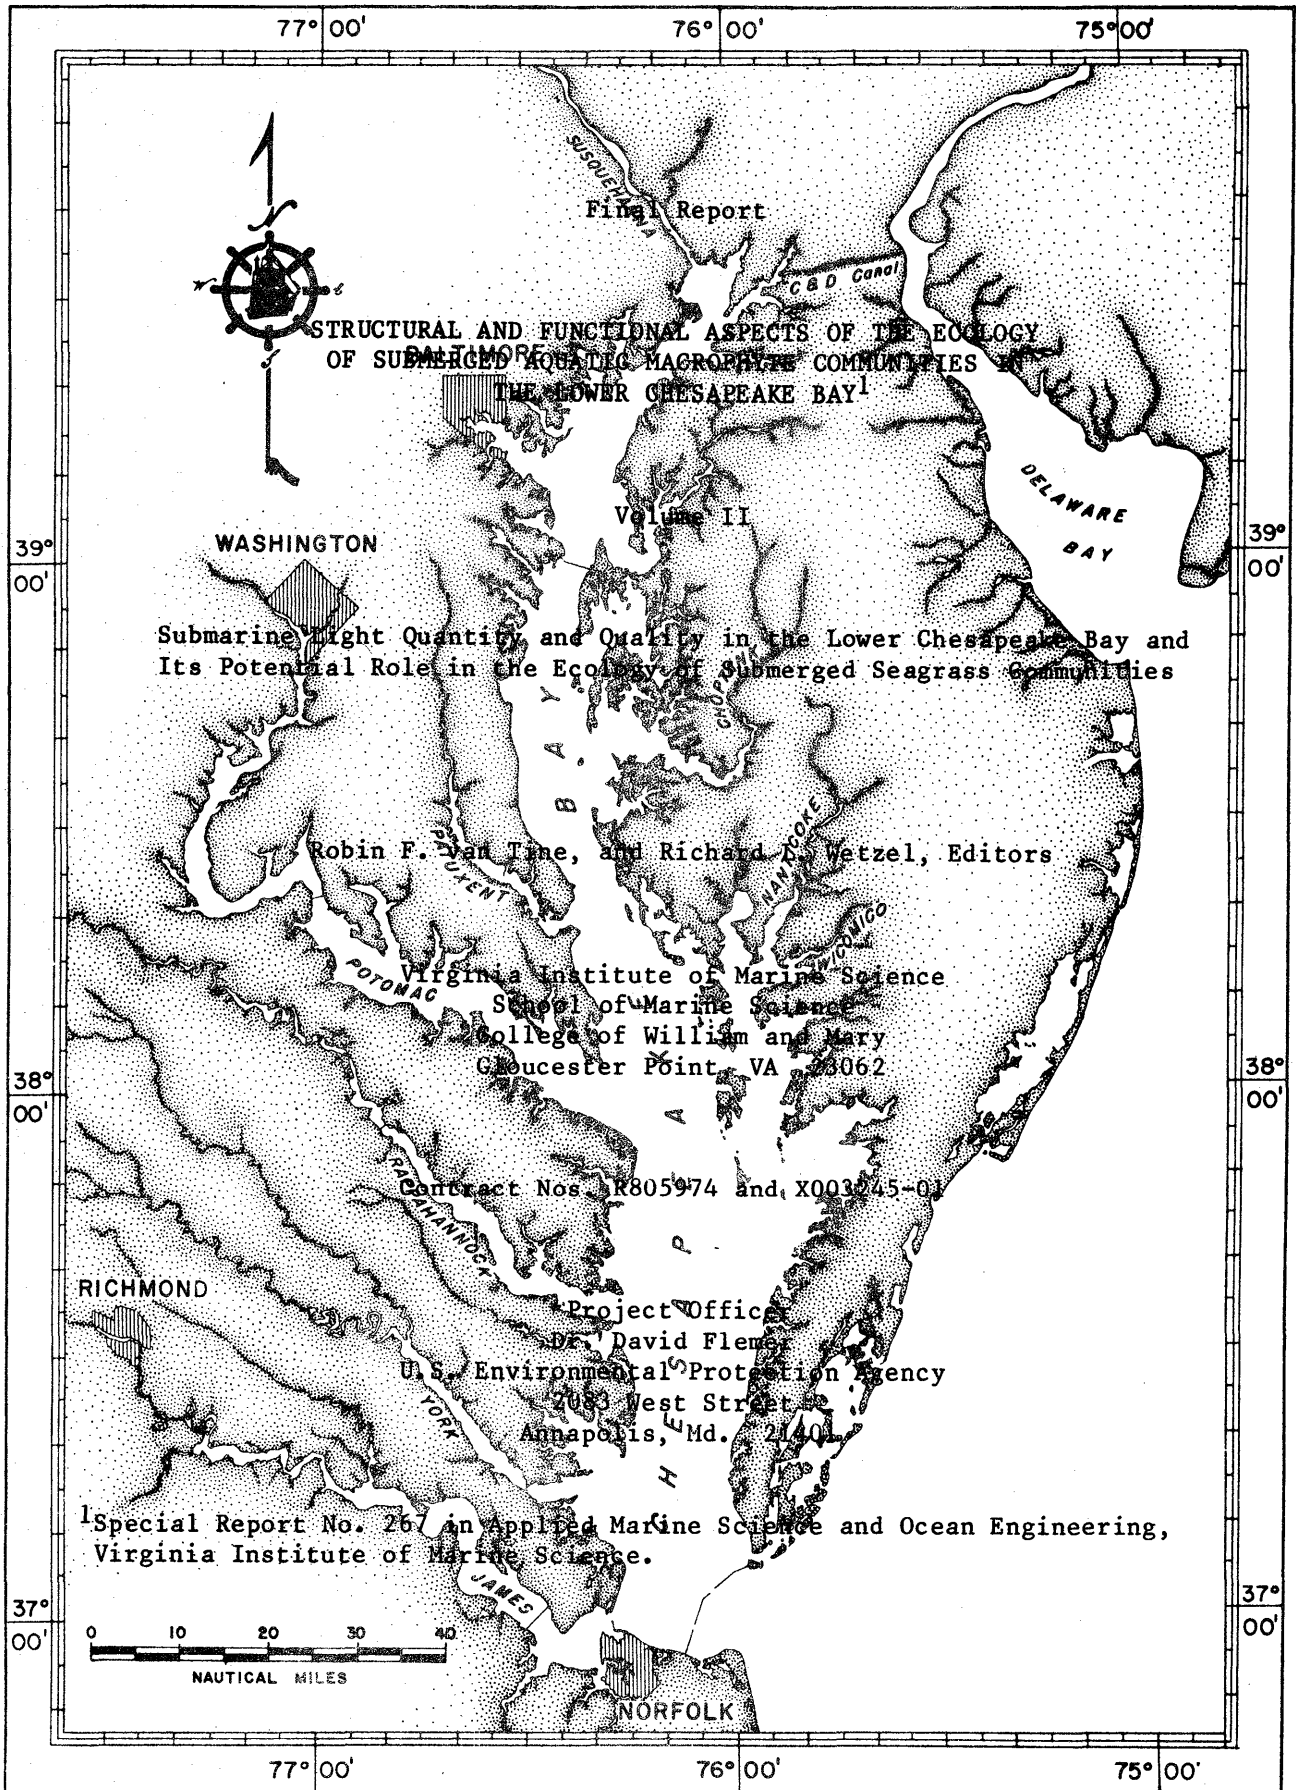 77°00' 76°00' 75°00'
SUSQUEHANNA
Final Report
N
W E
S
C & D Canal
STRUCTURAL AND FUNCTIONAL ASPECTS OF THE ECOLOGY
BALTIMORE
OF SUBMERGED AQUATIC MACROPHYTE COMMUNITIES IN
THE LOWER CHESAPEAKE BAY1
DELAWARE
BAY
Volume II
WASHINGTON
39°
00'
39°
00'
Submarine Light Quantity and Quality in the Lower Chesapeake Bay and
Its Potential Role in the Ecology of Submerged Seagrass Communities
CHOPTANK
NANTICOKE
PATUXENT
Robin F. van Tine, and Richard L. Wetzel, Editors
WICOMICO
POTOMAC
Virginia Institute of Marine Science
School of Marine Science
College of William and Mary
Gloucester Point, VA 23062
38°
00'
38°
00'
CHESAPEAKE BAY
RAPPAHANNOCK
Contract Nos. R805974 and X003245-01
RICHMOND
Project Officer
Dr. David Flemer
U.S. Environmental Protection Agency
2083 West Street
Annapolis, Md. 21401
YORK
1Special Report No. 267 in Applied Marine Science and Ocean Engineering,
Virginia Institute of Marine Science.
JAMES
37°
00'
37°
00'
0 10 20 30 40
NAUTICAL MILES
NORFOLK
77°00' 76°00' 75°00'